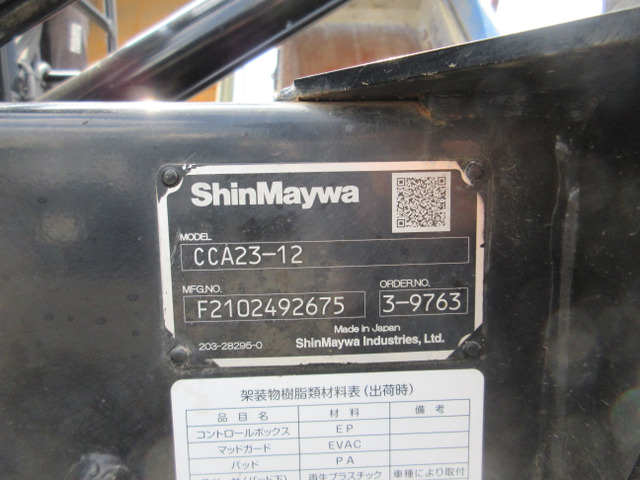 ShinMaywa
MODEL
CCA23-12
MFG.NO. ORDER.NO.
F2102492675 3-9763
Made in Japan
203-28295-0 ShinMaywa Industries, Ltd.
架装物樹脂類材料表(出荷時)
品目名 材料 備考
コントロールボックス EP
マッドガード EVAC
パッド PA
再生プラスチック 車種により取付